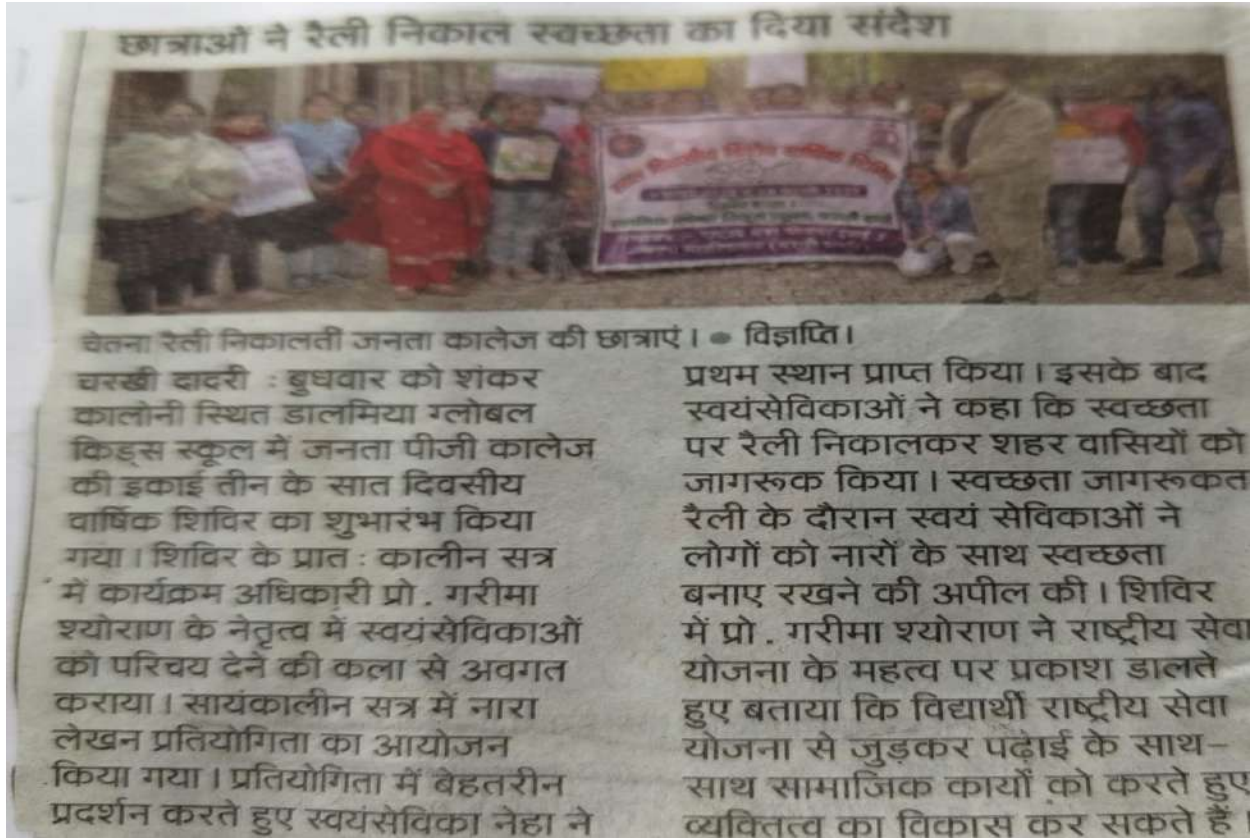 छात्राओं ने रैली निकाल स्वच्छता का दिया संदेश
चेतना रैली निकालतीं जनता कालेज की छात्राएं। ● विज्ञप्ति।
चरखी दादरी : बुधवार को शंकर
कालोनी स्थित डालमिया ग्लोबल
किड्स स्कूल में जनता पीजी कालेज
की इकाई तीन के सात दिवसीय
वार्षिक शिविर का शुभारंभ किया
गया। शिविर के प्रात: कालीन सत्र
में कार्यक्रम अधिकारी प्रो. गरीमा
श्योराण के नेतृत्व में स्वयंसेविकाओं
को परिचय देने की कला से अवगत
कराया। सायंकालीन सत्र में नारा
लेखन प्रतियोगिता का आयोजन
किया गया। प्रतियोगिता में बेहतरीन
प्रदर्शन करते हुए स्वयंसेविका नेहा ने
प्रथम स्थान प्राप्त किया। इसके बाद
स्वयंसेविकाओं ने कहा कि स्वच्छता
पर रैली निकालकर शहर वासियों को
जागरूक किया। स्वच्छता जागरूकत
रैली के दौरान स्वयं सेविकाओं ने
लोगों को नारों के साथ स्वच्छता
बनाए रखने की अपील की। शिविर
में प्रो. गरीमा श्योराण ने राष्ट्रीय सेवा
योजना के महत्व पर प्रकाश डालते
हुए बताया कि विद्यार्थी राष्ट्रीय सेवा
योजना से जुड़कर पढ़ाई के साथ-
साथ सामाजिक कार्यों को करते हुए
व्यक्तित्व का विकास कर सकते हैं